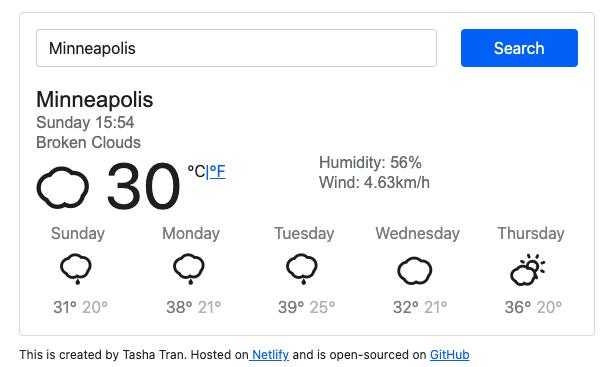 Minneapolis Search
Minneapolis
Sunday 15:54
Broken Clouds
30 °C|°F
Humidity: 56%
Wind: 4.63km/h
Sunday Monday Tuesday Wednesday Thursday
31° 20° 38° 21° 39° 25° 32° 21° 36° 20°
This is created by Tasha Tran. Hosted on Netlify and is open-sourced on GitHub